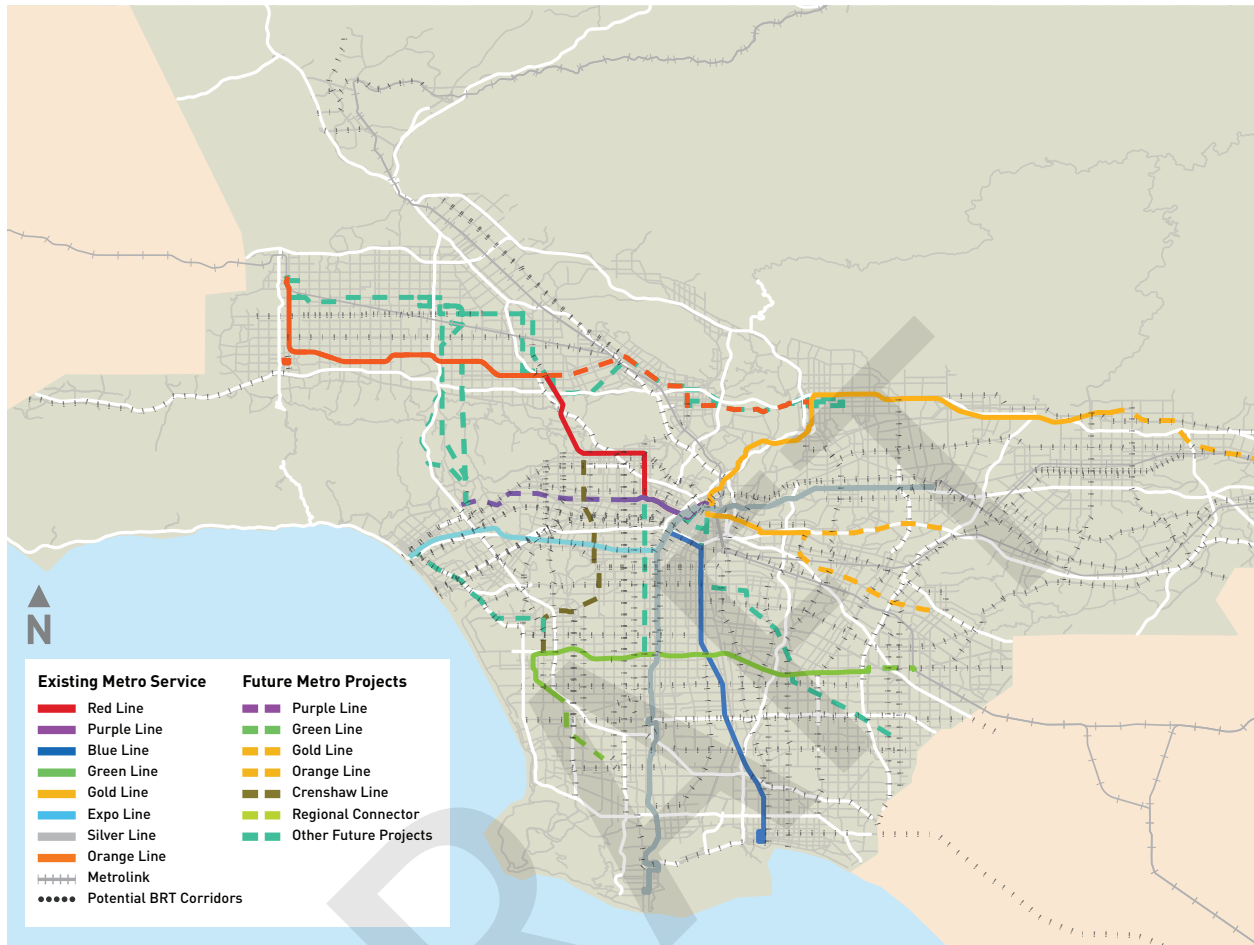 N
Existing Metro Service
Red Line
Purple Line
Blue Line
Green Line
Gold Line
Expo Line
Silver Line
Orange Line
Metrolink
Potential BRT Corridors
Future Metro Projects
Purple Line
Green Line
Gold Line
Orange Line
Crenshaw Line
Regional Connector
Other Future Projects
DRAFT